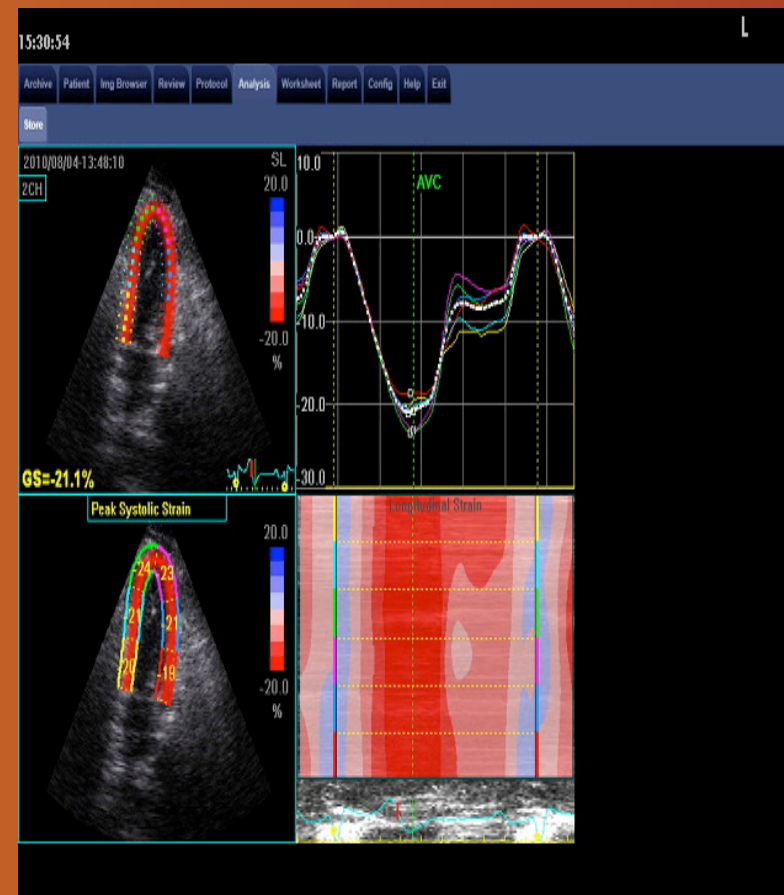 L
15:30:54
Archive Patient Img Browser Review Protocol Analysis Worksheet Report Config Help Exit
Store
2010/08/04-13:48:10
SL
2CH
20.0
-20.0
%
GS=-21.1%
10.0
AVC
0.0
-10.0
-20.0
-30.0
Peak Systolic Strain
20.0
-24 23
21 -21
-20 -19
-20.0
%
Longitudinal Strain